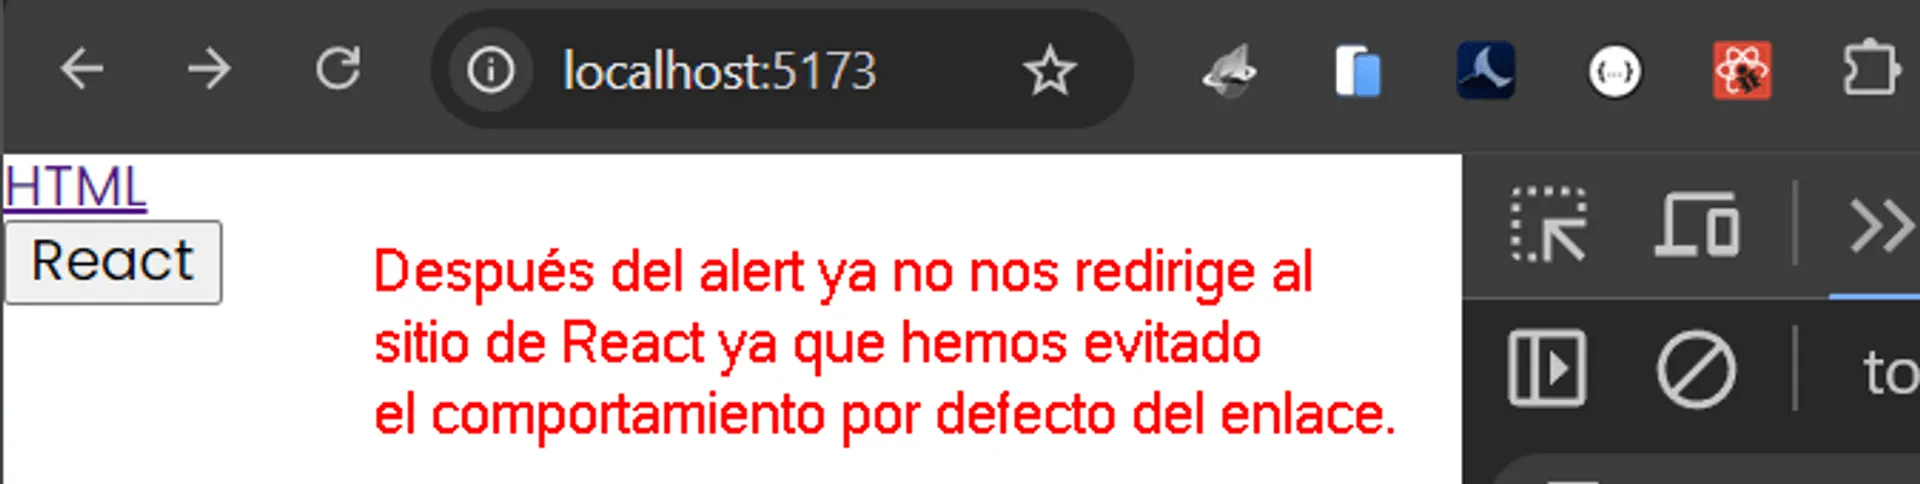 localhost:5173
HTML
React
Después del alert ya no nos redirige al
sitio de React ya que hemos evitado
el comportamiento por defecto del enlace.
to